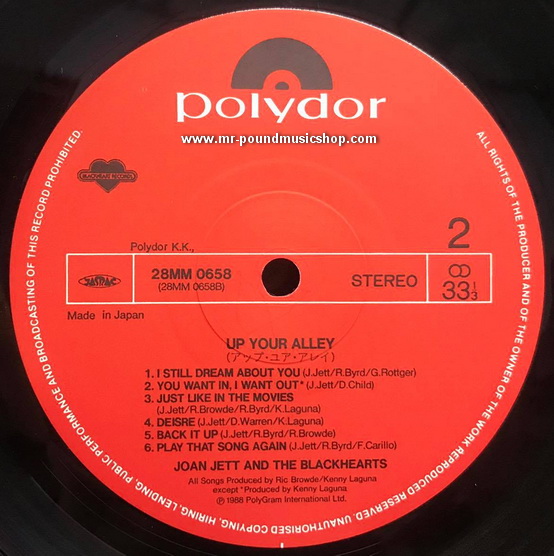 polydor
www.mr-poundmusicshop.com
BLACKHEART RECORDS
Polydor K.K.,
2
JASRAC
28MM 0658
(28MM 0658B)
STEREO
33 1/3
Made in Japan
UP YOUR ALLEY
(アップ・ユア・アレイ)
1. I STILL DREAM ABOUT YOU (J.Jett/R.Byrd/G.Rottger)
2. YOU WANT IN, I WANT OUT* (J.Jett/D.Child)
3. JUST LIKE IN THE MOVIES
(J.Jett/R.Browde/R.Byrd/K.Laguna)
4. DEISRE (J.Jett/D.Warren/K.Laguna)
5. BACK IT UP (J.Jett/R.Byrd/R.Browde)
6. PLAY THAT SONG AGAIN (J.Jett/R.Byrd/F.Carillo)
JOAN JETT AND THE BLACKHEARTS
All Songs Produced by Ric Browde/Kenny Laguna
except *Produced by Kenny Laguna
Ⓟ 1988 PolyGram International Ltd.
ALL RIGHTS OF THE PRODUCER AND OF THE OWNER OF THE WORK REPRODUCED RESERVED. UNAUTHORISED COPYING, HIRING, LENDING, PUBLIC PERFORMANCE AND BROADCASTING OF THIS RECORD PROHIBITED.